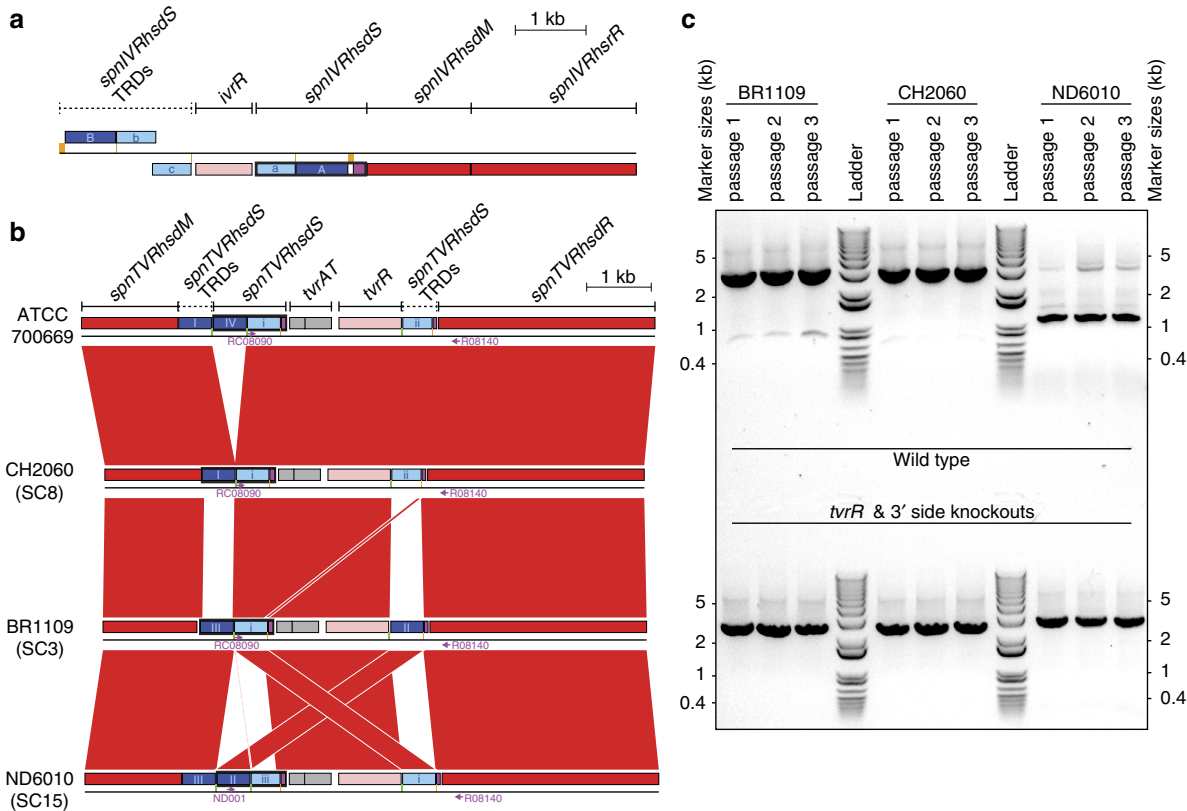 a
1 kb
spnIVRhsdS
TRDs
ivrR
spnIVRhsdS
spnIVRhsdM
spnIVRhsrR
B
b
c
a
A
b
spnTVRhsdM
spnTVRhsdS
TRDs
spnTVRhsdS
tvrAT
tvrR
spnTVRhsdS
TRDs
spnTVRhsdR
1 kb
ATCC
700669
I
IV
i
ii
RC08090
R08140
CH2060
(SC8)
I
i
ii
RC08090
R08140
BR1109
(SC3)
III
i
II
RC08090
R08140
ND6010
(SC15)
III
II
iii
i
ND001
R08140
c
Marker sizes (kb)
BR1109
passage 1
passage 2
passage 3
Ladder
CH2060
passage 1
passage 2
passage 3
Ladder
ND6010
passage 1
passage 2
passage 3
Marker sizes (kb)
5
2
1
0.4
5
2
1
0.4
Wild type
tvrR & 3′ side knockouts
5
2
1
0.4
5
2
1
0.4